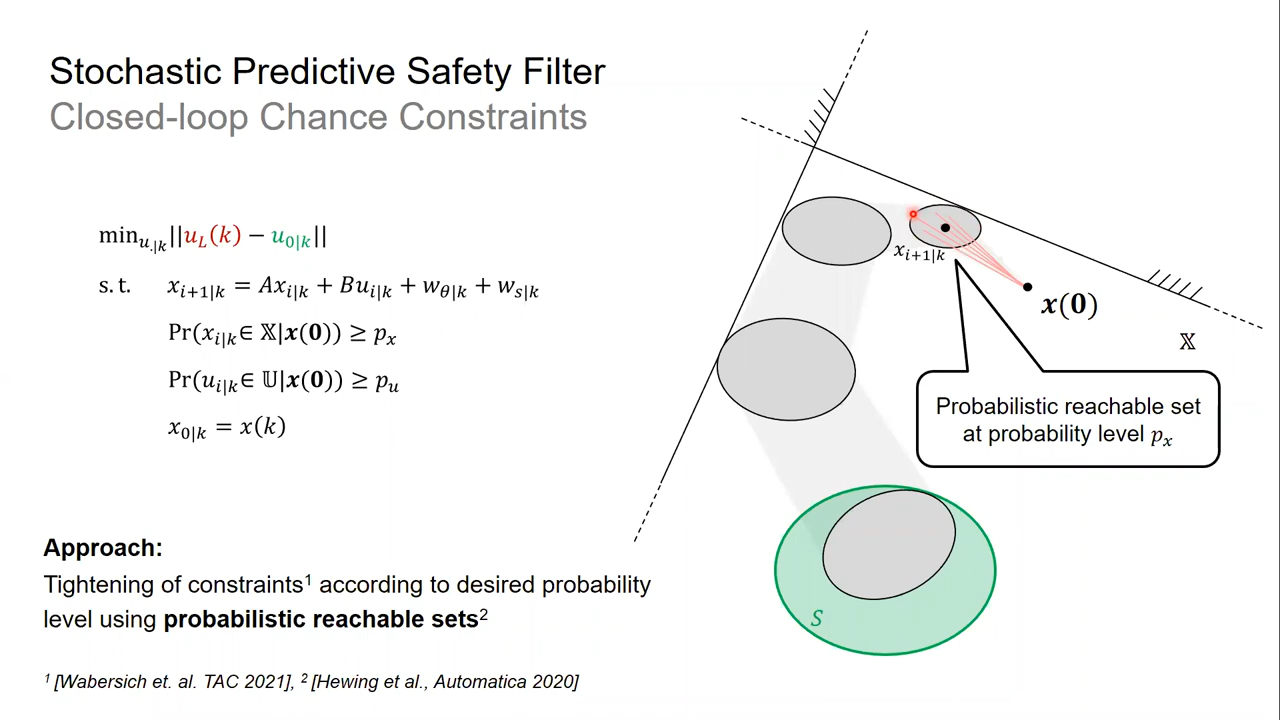 Stochastic Predictive Safety Filter
Closed-loop Chance Constraints
min_{u_{.|k}} ||u_L(k) − u_{0|k}||
s.t. x_{i+1|k} = Ax_{i|k} + Bu_{i|k} + w_{θ|k} + w_{s|k}
Pr(x_{i|k} ∈ 𝕏|x(0)) ≥ p_x
Pr(u_{i|k} ∈ 𝕌|x(0)) ≥ p_u
x_{0|k} = x(k)
Approach:
Tightening of constraints¹ according to desired probability
level using probabilistic reachable sets²
¹ [Wabersich et. al. TAC 2021], ² [Hewing et al., Automatica 2020]
x_{i+1|k}
x(0)
𝕏
Probabilistic reachable set
at probability level p_x
S